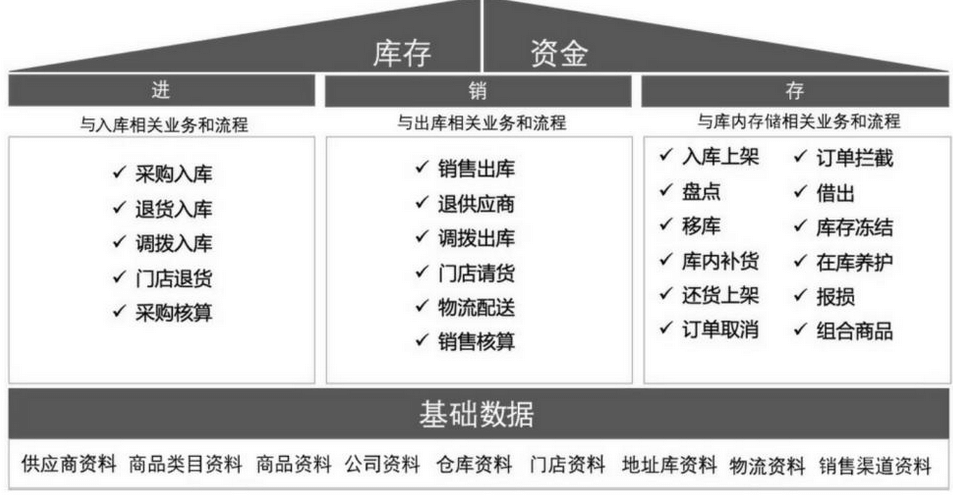 库存 资金
进 销 存
与入库相关业务和流程 与出库相关业务和流程 与库内存储相关业务和流程
采购入库
退货入库
调拨入库
门店退货
采购核算
销售出库
退供应商
调拨出库
门店请货
物流配送
销售核算
入库上架 订单拦截
盘点 借出
移库 库存冻结
库内补货 在库养护
还货上架 报损
订单取消 组合商品
基础数据
供应商资料 商品类目资料 商品资料 公司资料 仓库资料 门店资料 地址库资料 物流资料 销售渠道资料